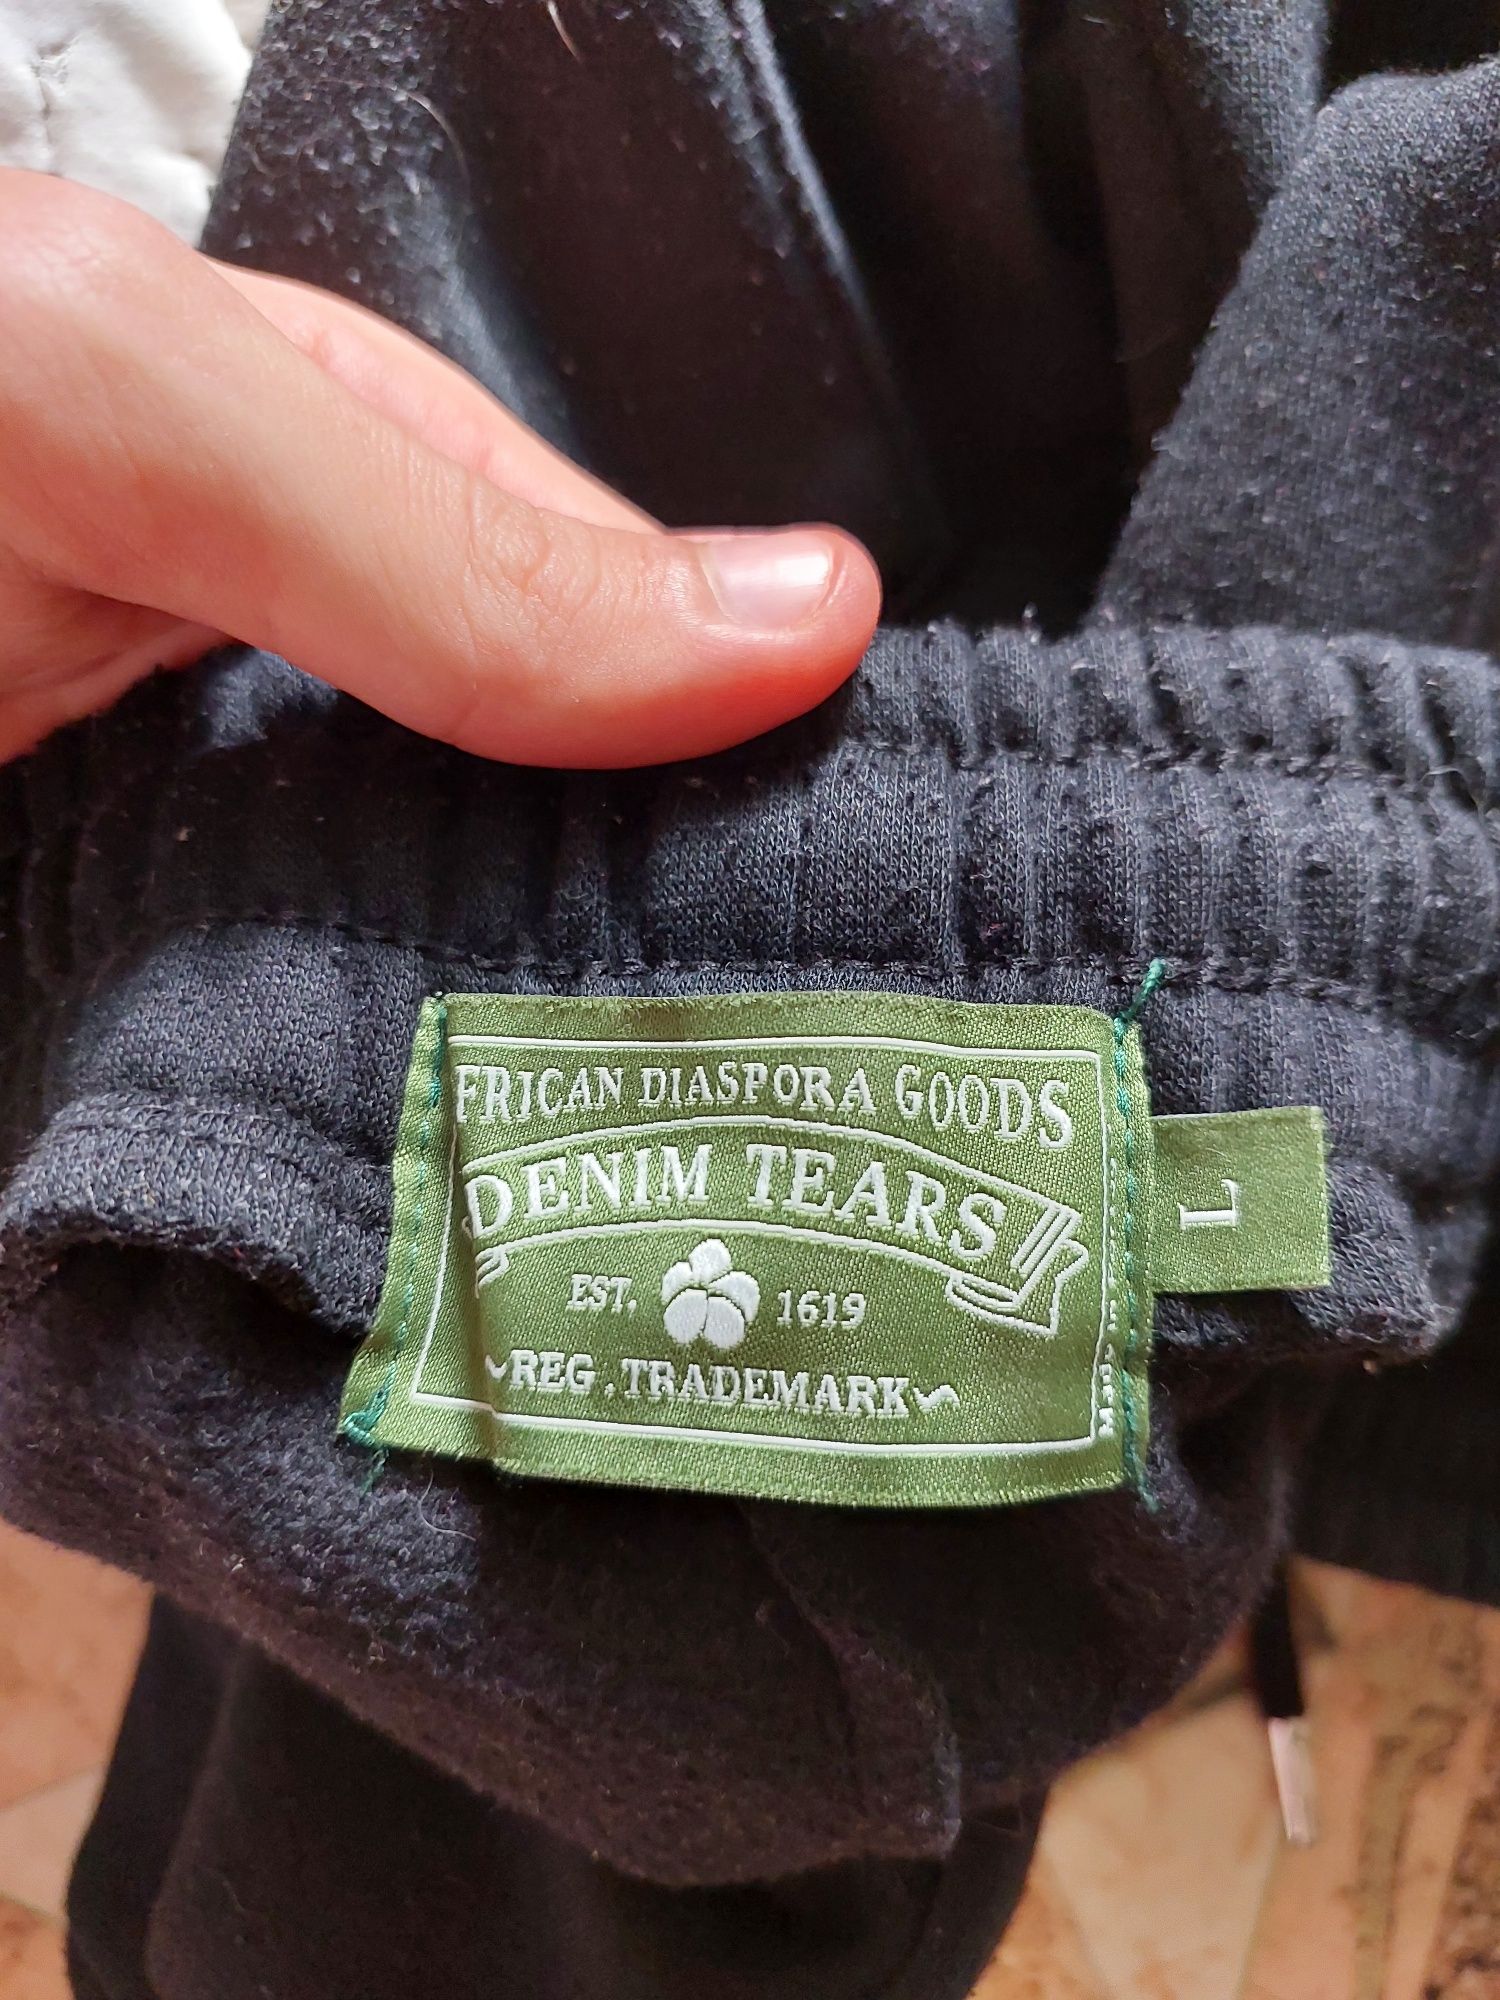 FRICAN DIASPORA GOODS
DENIM TEARS
EST. 1619
~REG. TRADEMARK~
L